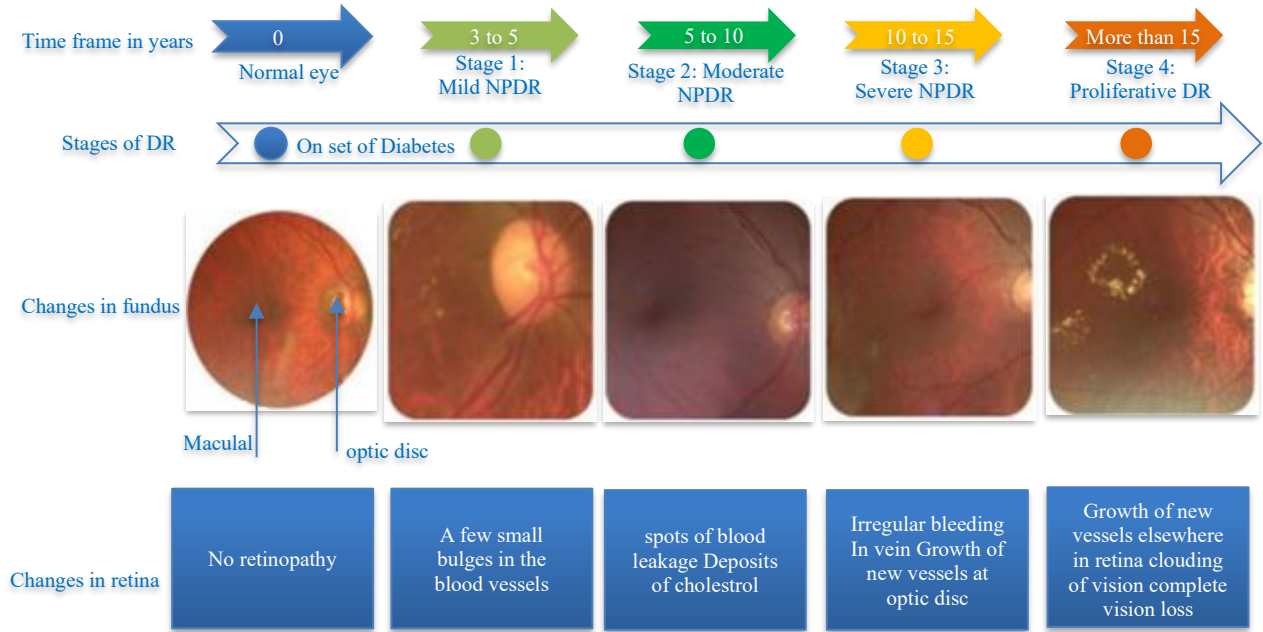 Time frame in years
0
3 to 5
5 to 10
10 to 15
More than 15
Normal eye
Stage 1:
Mild NPDR
Stage 2: Moderate
NPDR
Stage 3:
Severe NPDR
Stage 4:
Proliferative DR
Stages of DR
On set of Diabetes
Changes in fundus
Maculal
optic disc
Changes in retina
No retinopathy
A few small
bulges in the
blood vessels
spots of blood
leakage Deposits
of cholestrol
Irregular bleeding
In vein Growth of
new vessels at
optic disc
Growth of new
vessels elsewhere
in retina clouding
of vision complete
vision loss